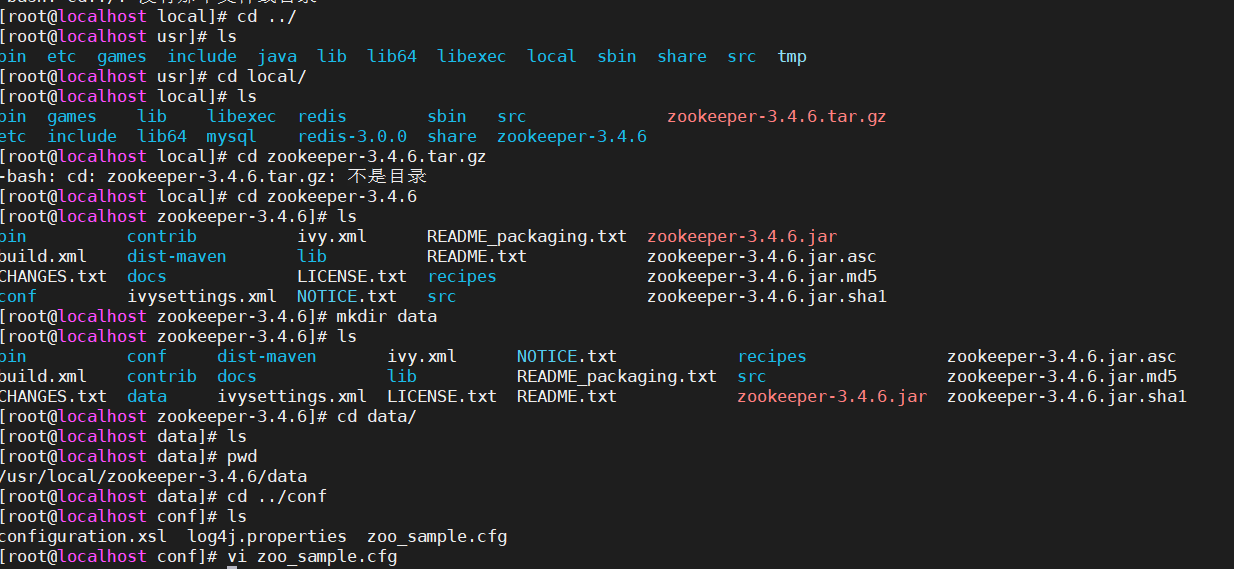 [root@localhost local]# cd ../
[root@localhost usr]# ls
bin etc games include java lib lib64 libexec local sbin share src tmp
[root@localhost usr]# cd local/
[root@localhost local]# ls
bin games lib libexec redis sbin src zookeeper-3.4.6.tar.gz
etc include lib64 mysql redis-3.0.0 share zookeeper-3.4.6
[root@localhost local]# cd zookeeper-3.4.6.tar.gz
-bash: cd: zookeeper-3.4.6.tar.gz: 不是目录
[root@localhost local]# cd zookeeper-3.4.6
[root@localhost zookeeper-3.4.6]# ls
bin contrib ivy.xml README_packaging.txt zookeeper-3.4.6.jar
build.xml dist-maven lib README.txt zookeeper-3.4.6.jar.asc
CHANGES.txt docs LICENSE.txt recipes zookeeper-3.4.6.jar.md5
conf ivysettings.xml NOTICE.txt src zookeeper-3.4.6.jar.sha1
[root@localhost zookeeper-3.4.6]# mkdir data
[root@localhost zookeeper-3.4.6]# ls
bin conf dist-maven ivy.xml NOTICE.txt recipes zookeeper-3.4.6.jar.asc
build.xml contrib docs lib README_packaging.txt src zookeeper-3.4.6.jar.md5
CHANGES.txt data ivysettings.xml LICENSE.txt README.txt zookeeper-3.4.6.jar zookeeper-3.4.6.jar.sha1
[root@localhost zookeeper-3.4.6]# cd data/
[root@localhost data]# ls
[root@localhost data]# pwd
/usr/local/zookeeper-3.4.6/data
[root@localhost data]# cd ../conf
[root@localhost conf]# ls
configuration.xsl log4j.properties zoo_sample.cfg
[root@localhost conf]# vi zoo_sample.cfg